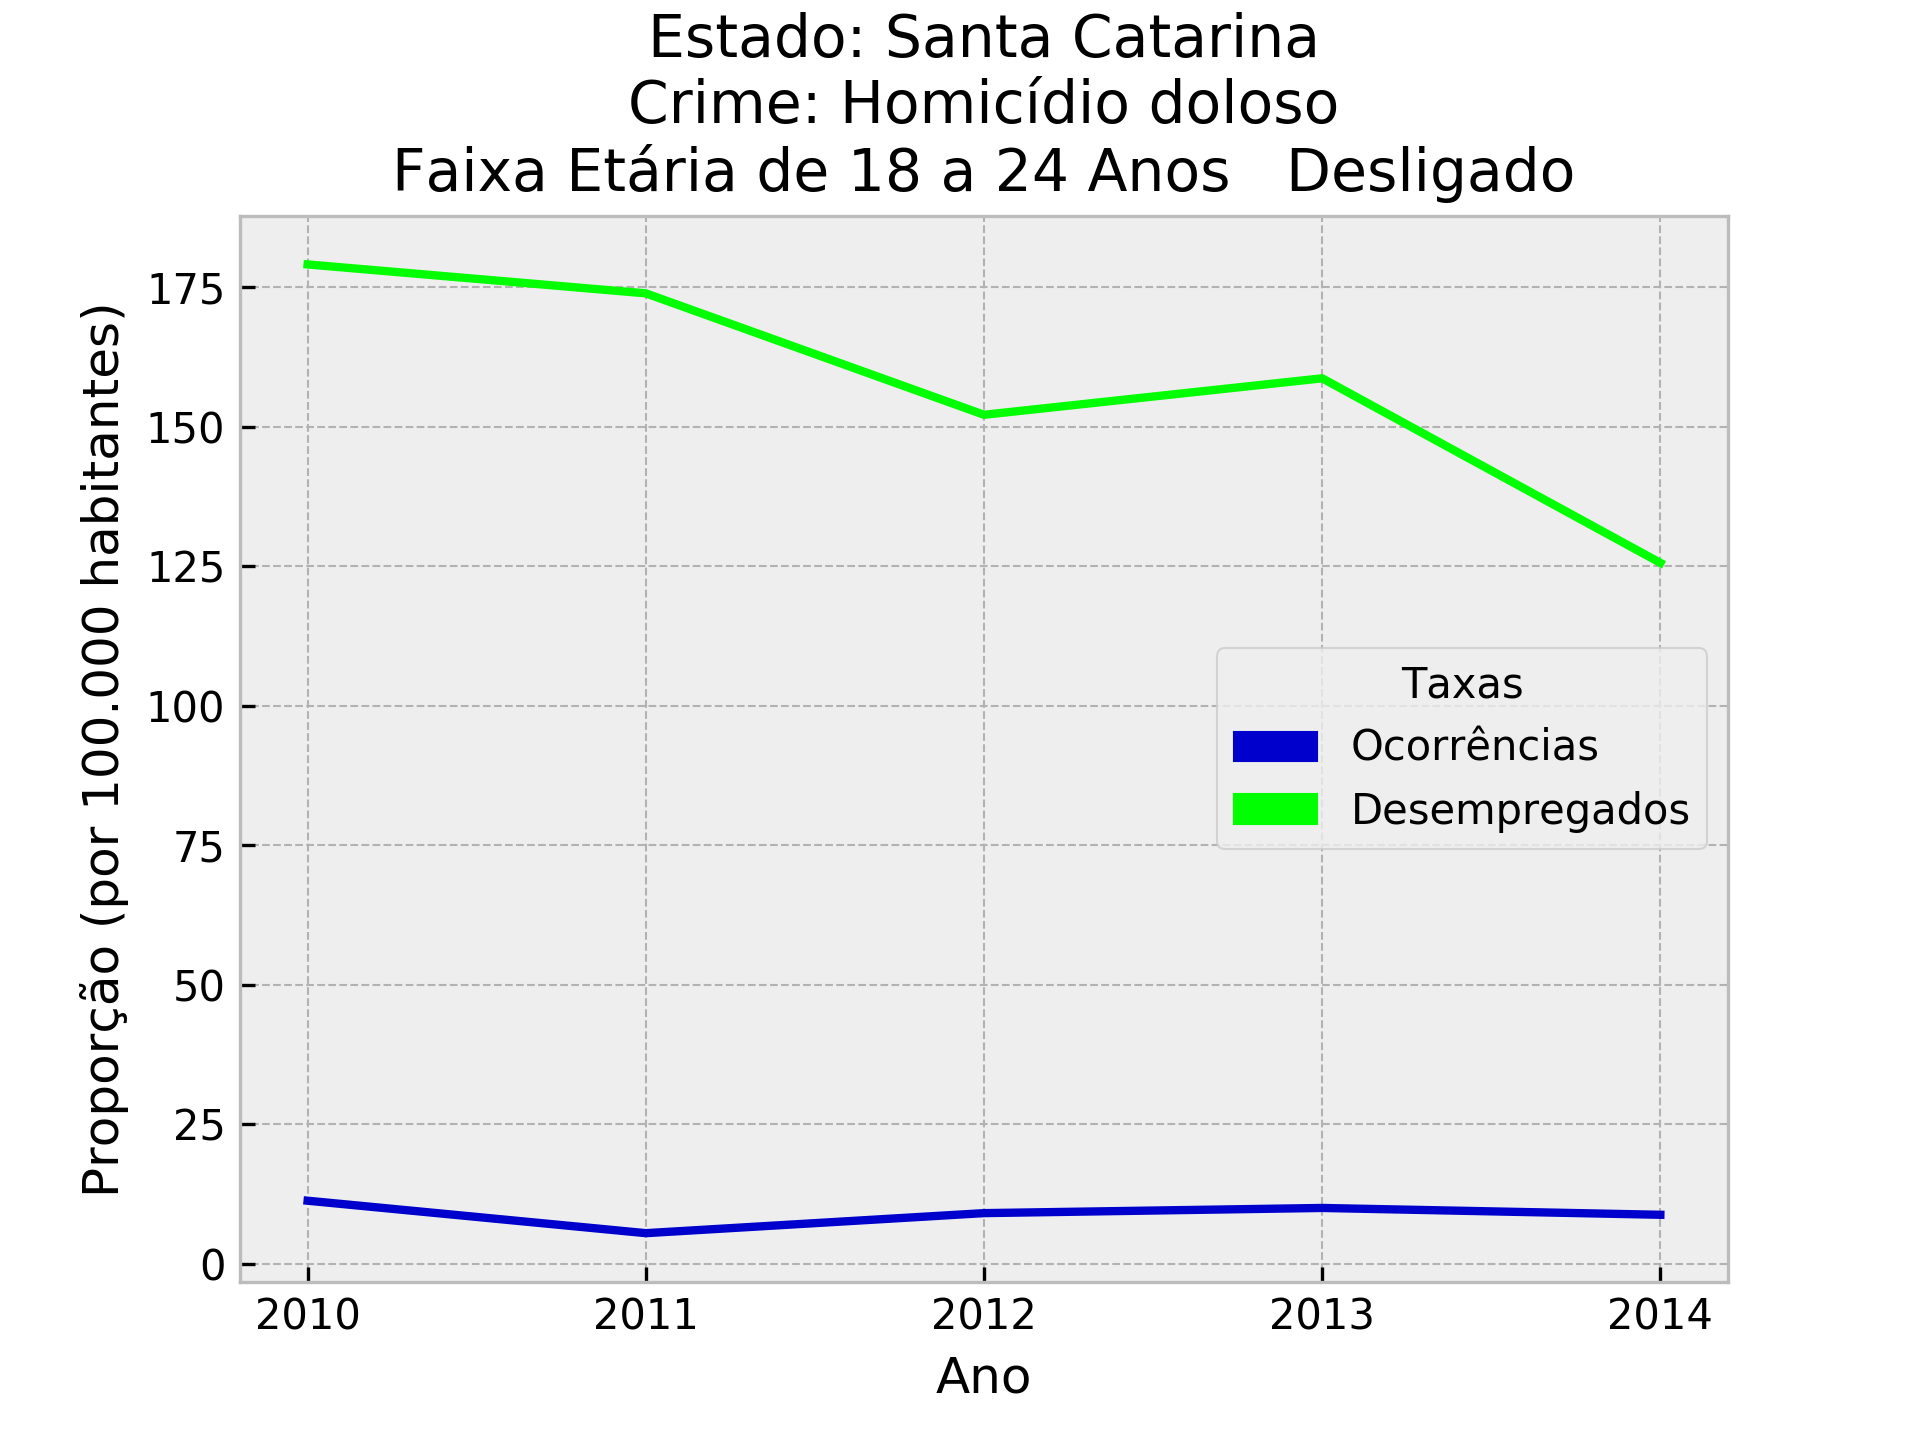 Estado: Santa Catarina
Crime: Homicídio doloso
Faixa Etária de 18 a 24 Anos   Desligado
Proporção (por 100.000 habitantes)
175
150
125
100
75
50
25
0
Taxas
Ocorrências
Desempregados
2010 2011 2012 2013 2014
Ano